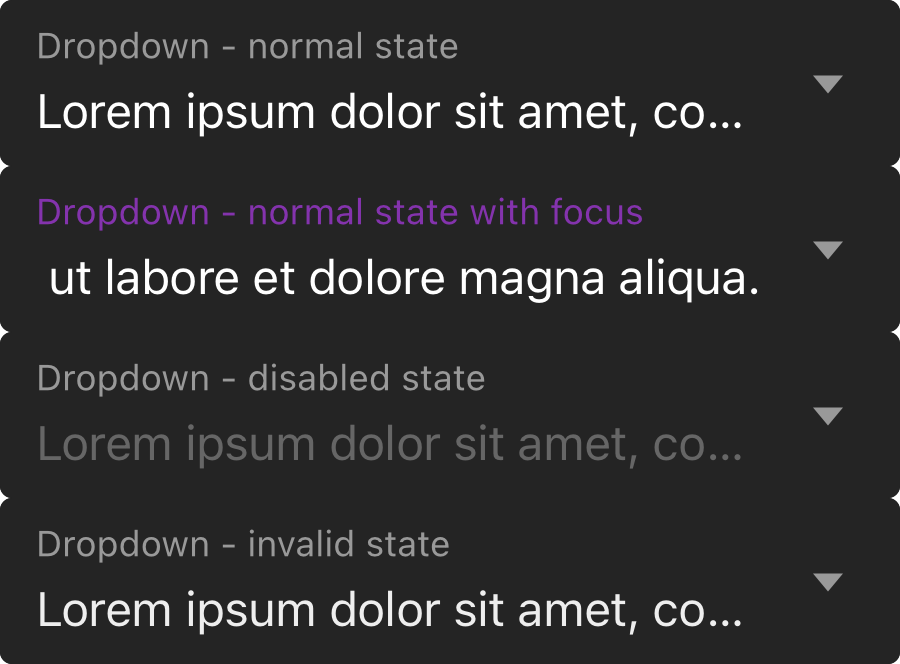 Dropdown - normal state
Lorem ipsum dolor sit amet, co...
Dropdown - normal state with focus
ut labore et dolore magna aliqua.
Dropdown - disabled state
Lorem ipsum dolor sit amet, co...
Dropdown - invalid state
Lorem ipsum dolor sit amet, co...